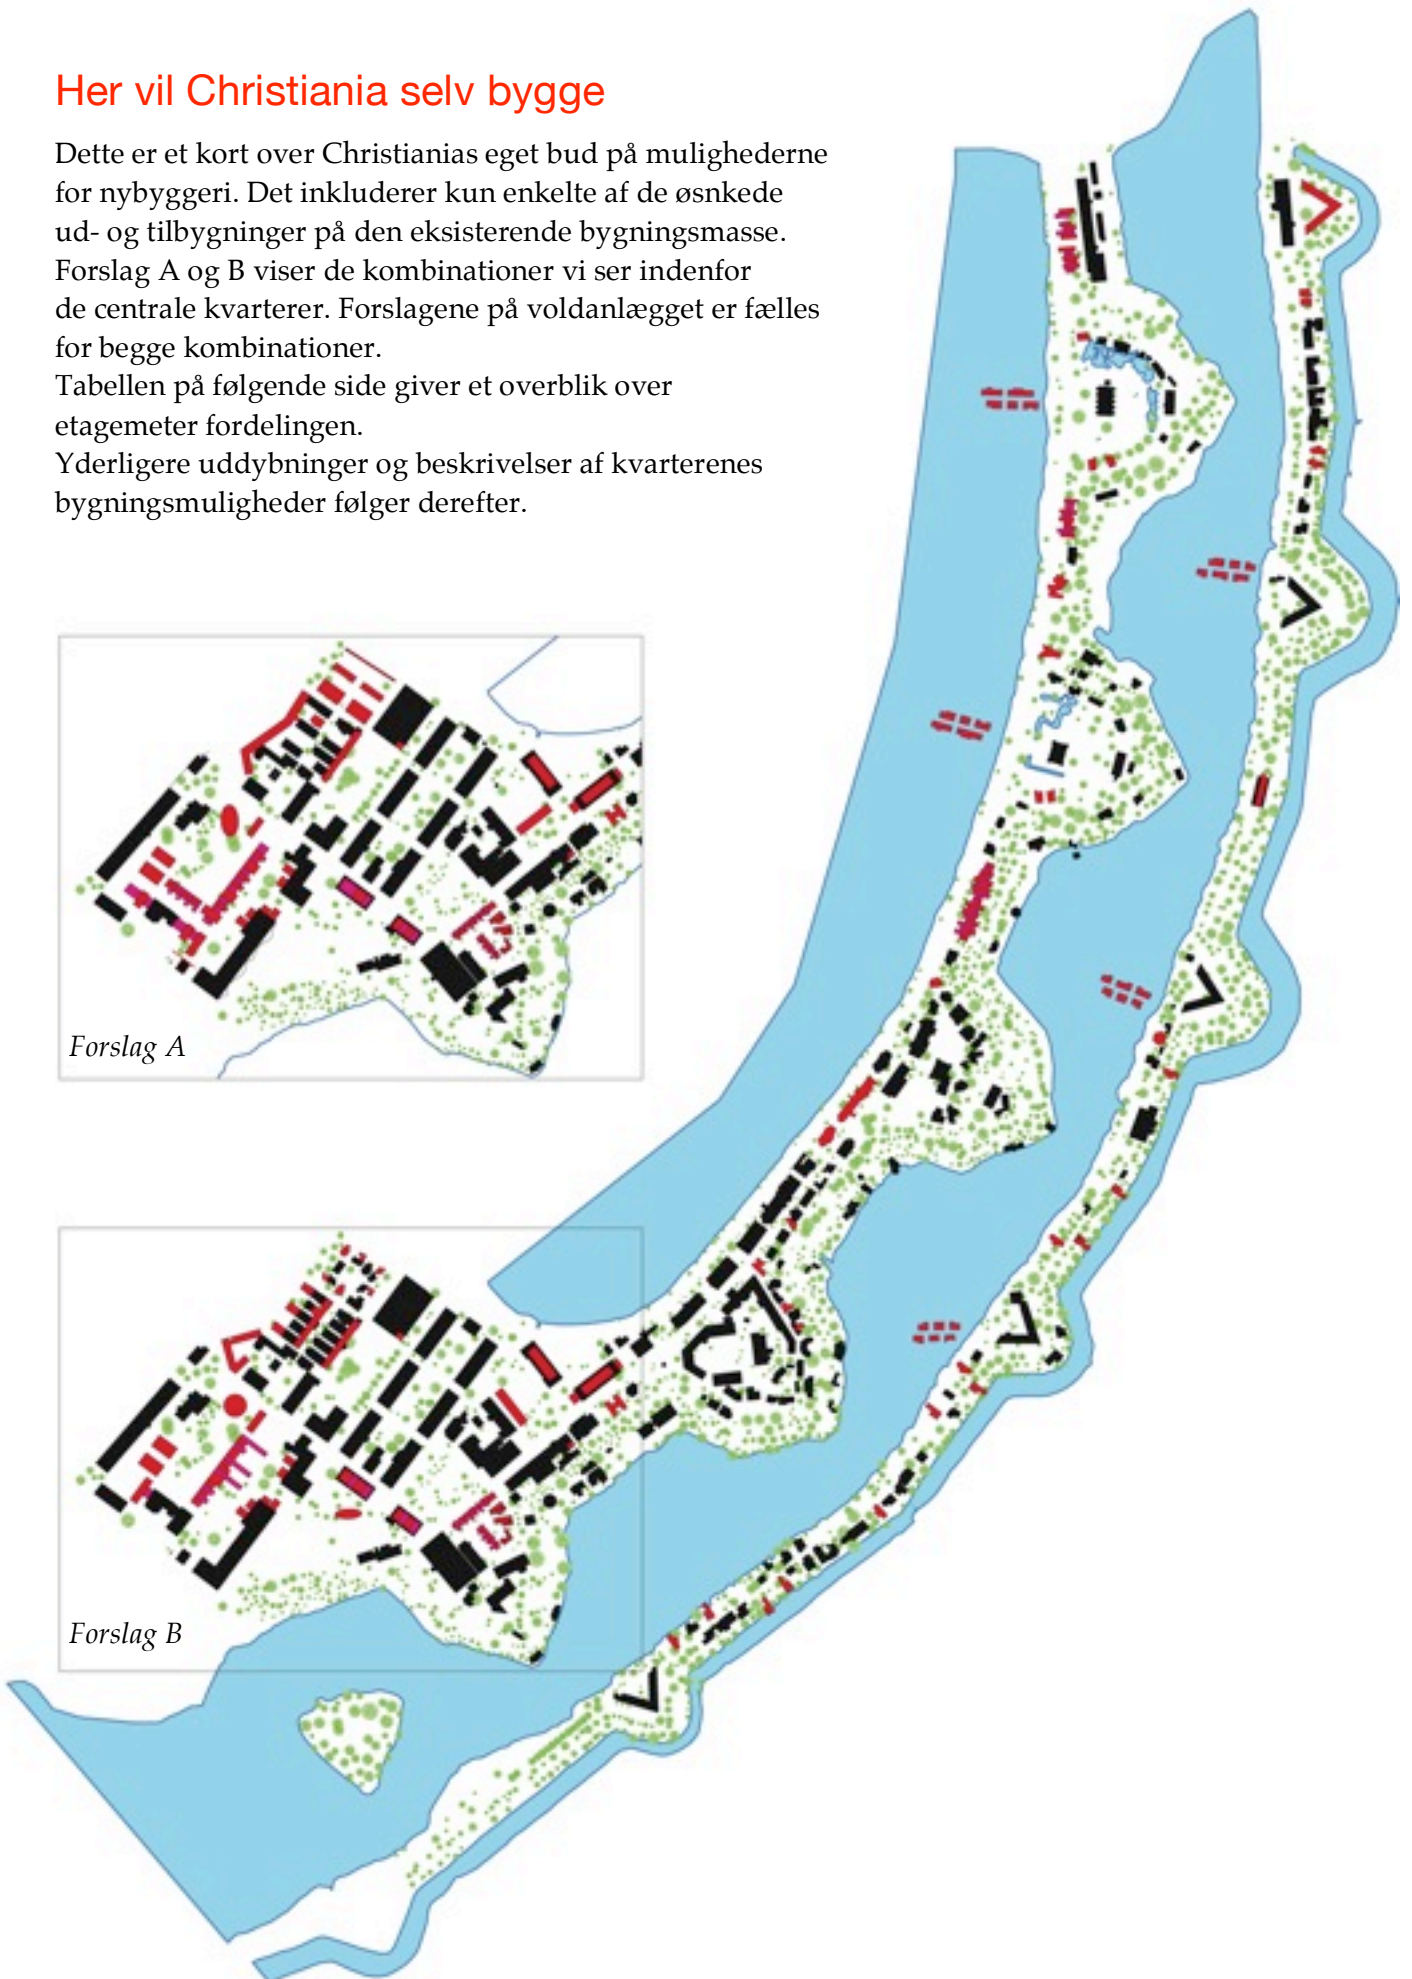 Her vil Christiania selv bygge
Dette er et kort over Christianias eget bud på mulighederne
for nybyggeri. Det inkluderer kun enkelte af de øsnkede
ud- og tilbygninger på den eksisterende bygningsmasse.
Forslag A og B viser de kombinationer vi ser indenfor
de centrale kvarterer. Forslagene på voldanlægget er fælles
for begge kombinationer.
Tabellen på følgende side giver et overblik over
etagemeter fordelingen.
Yderligere uddybninger og beskrivelser af kvarterenes
bygningsmuligheder følger derefter.
Forslag A
Forslag B